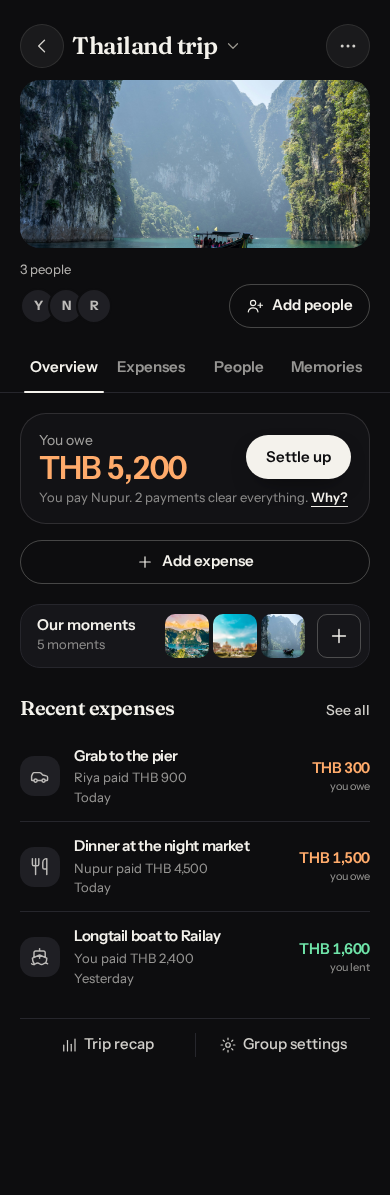 Thailand trip
3 people
Y N R
Add people
Overview Expenses People Memories
You owe
THB 5,200
Settle up
You pay Nupur. 2 payments clear everything. Why?
Add expense
Our moments
5 moments
Recent expenses
See all
Grab to the pier
Riya paid THB 900
Today
THB 300
you owe
Dinner at the night market
Nupur paid THB 4,500
Today
THB 1,500
you owe
Longtail boat to Railay
You paid THB 2,400
Yesterday
THB 1,600
you lent
Trip recap
Group settings